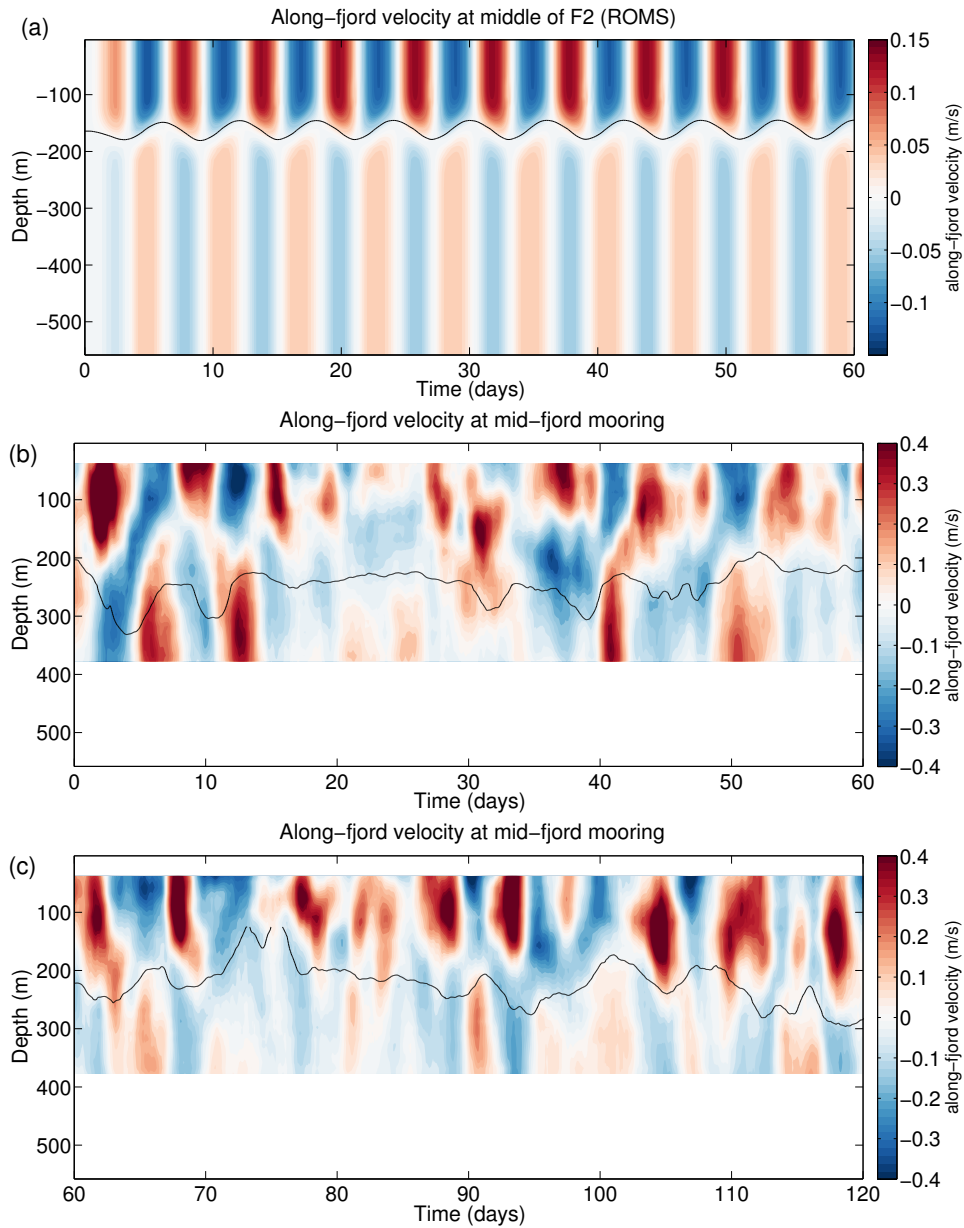 Along−fjord velocity at middle of F2 (ROMS)
(a)
−100
−200
−300
−400
−500
Depth (m)
0 10 20 30 40 50 60
Time (days)
0.15
0.1
0.05
0
−0.05
−0.1
along−fjord velocity (m/s)
Along−fjord velocity at mid−fjord mooring
(b)
100
200
300
400
500
Depth (m)
0 10 20 30 40 50 60
Time (days)
0.4
0.3
0.2
0.1
0
−0.1
−0.2
−0.3
−0.4
along−fjord velocity (m/s)
Along−fjord velocity at mid−fjord mooring
(c)
100
200
300
400
500
Depth (m)
60 70 80 90 100 110 120
Time (days)
0.4
0.3
0.2
0.1
0
−0.1
−0.2
−0.3
−0.4
along−fjord velocity (m/s)